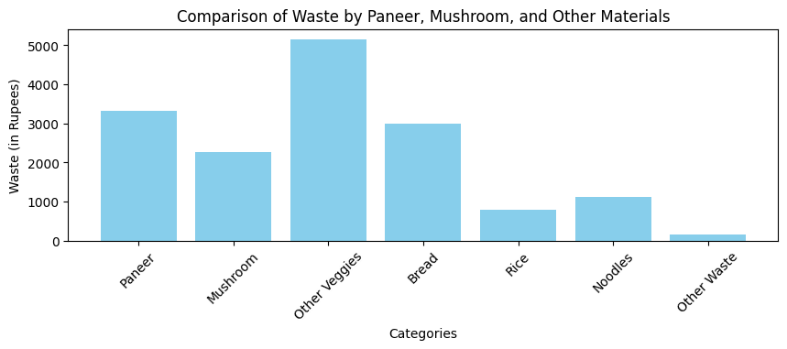 Comparison of Waste by Paneer, Mushroom, and Other Materials
Waste (in Rupees)
5000
4000
3000
2000
1000
0
Paneer
Mushroom
Other Veggies
Bread
Rice
Noodles
Other Waste
Categories